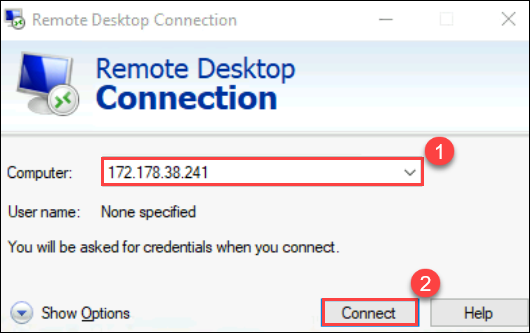 Remote Desktop Connection
Remote Desktop
Connection
1
Computer: 172.178.38.241
User name: None specified
You will be asked for credentials when you connect.
2
Show Options Connect Help